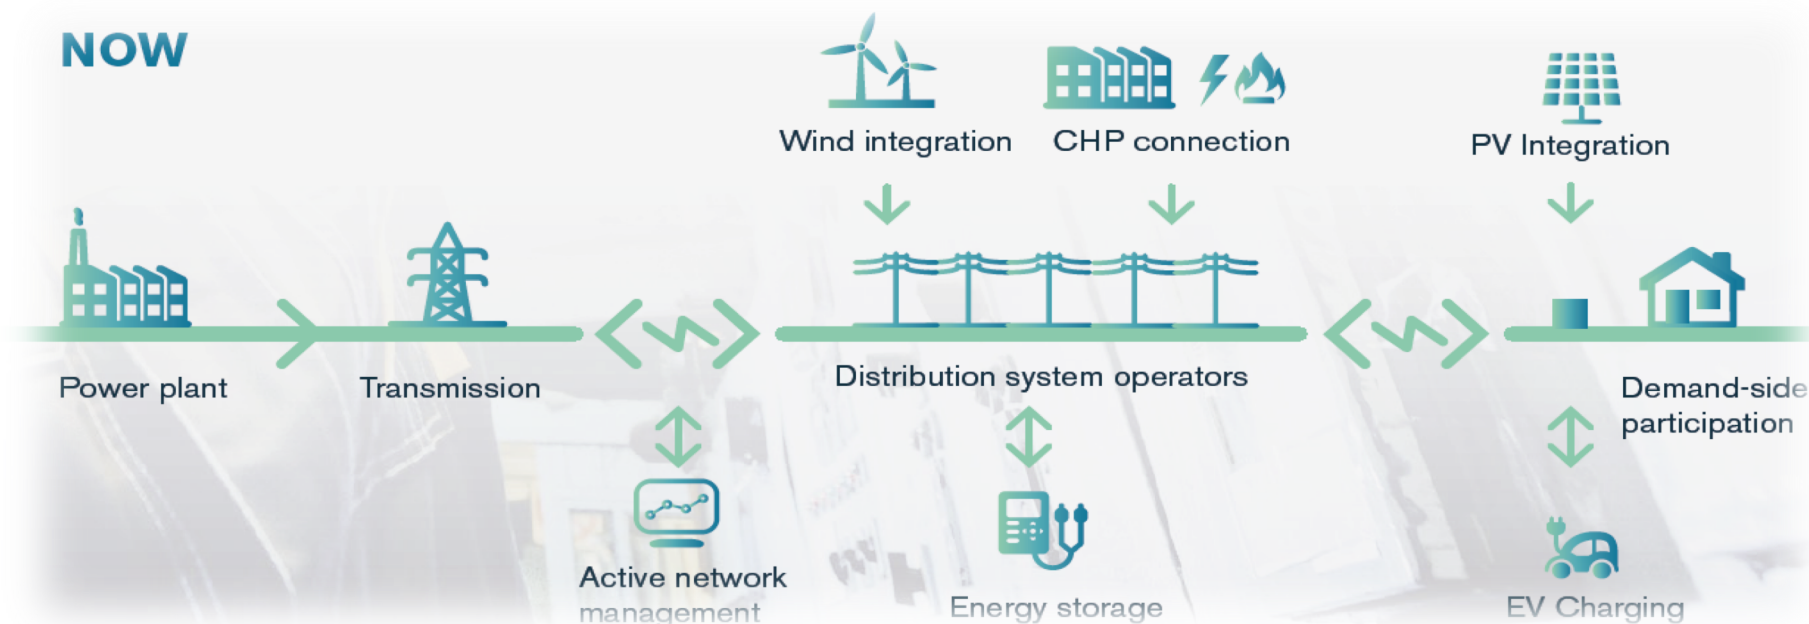 NOW
Wind integration
CHP connection
PV Integration
Power plant
Transmission
Distribution system operators
Demand-side
participation
Active network
management
Energy storage
EV Charging